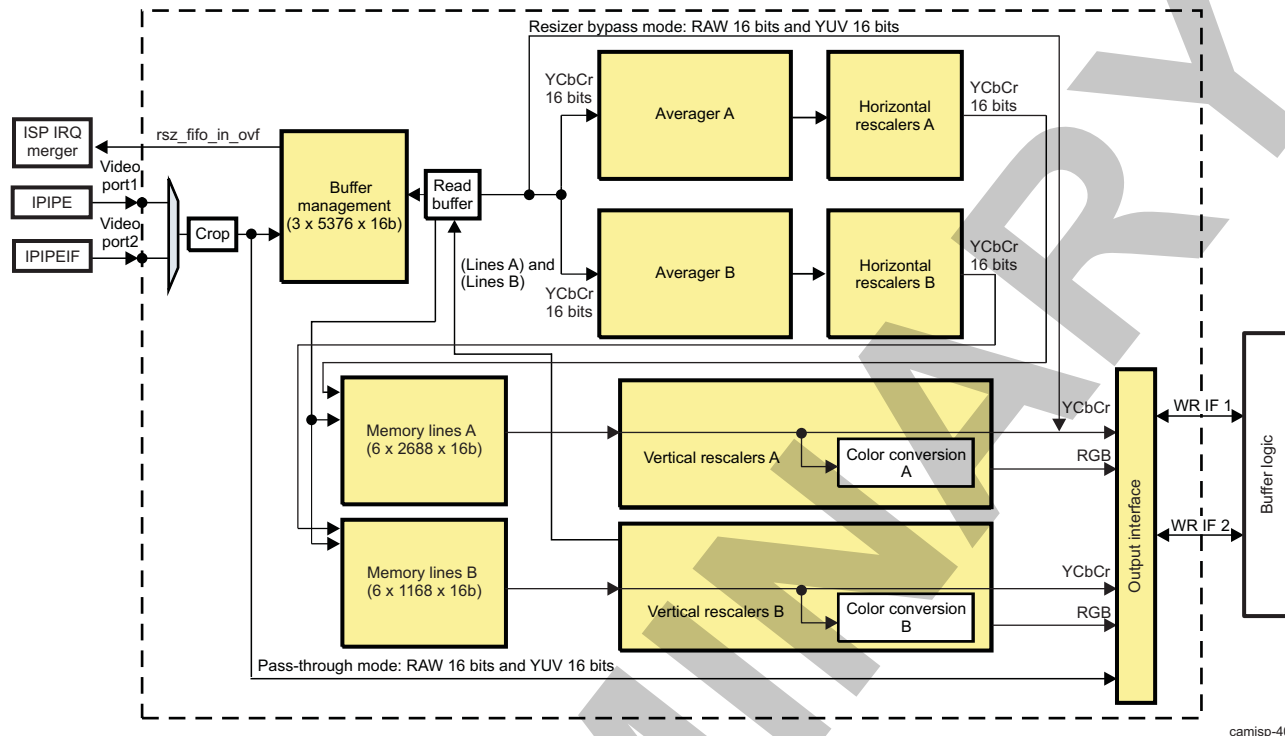 Resizer bypass mode: RAW 16 bits and YUV 16 bits
ISP IRQ
merger
rsz_fifo_in_ovf
Video
port1
IPIPE
Video
port2
IPIPEIF
Crop
Buffer
management
(3 x 5376 x 16b)
Read
buffer
YCbCr
16 bits
Averager A
Horizontal
rescalers A
YCbCr
16 bits
(Lines A) and
(Lines B)
YCbCr
16 bits
Averager B
Horizontal
rescalers B
YCbCr
16 bits
Memory lines A
(6 x 2688 x 16b)
Vertical rescalers A
Color conversion
A
YCbCr
RGB
Memory lines B
(6 x 1168 x 16b)
Vertical rescalers B
Color conversion
B
YCbCr
RGB
Output interface
WR IF 1
WR IF 2
Buffer logic
Pass-through mode: RAW 16 bits and YUV 16 bits